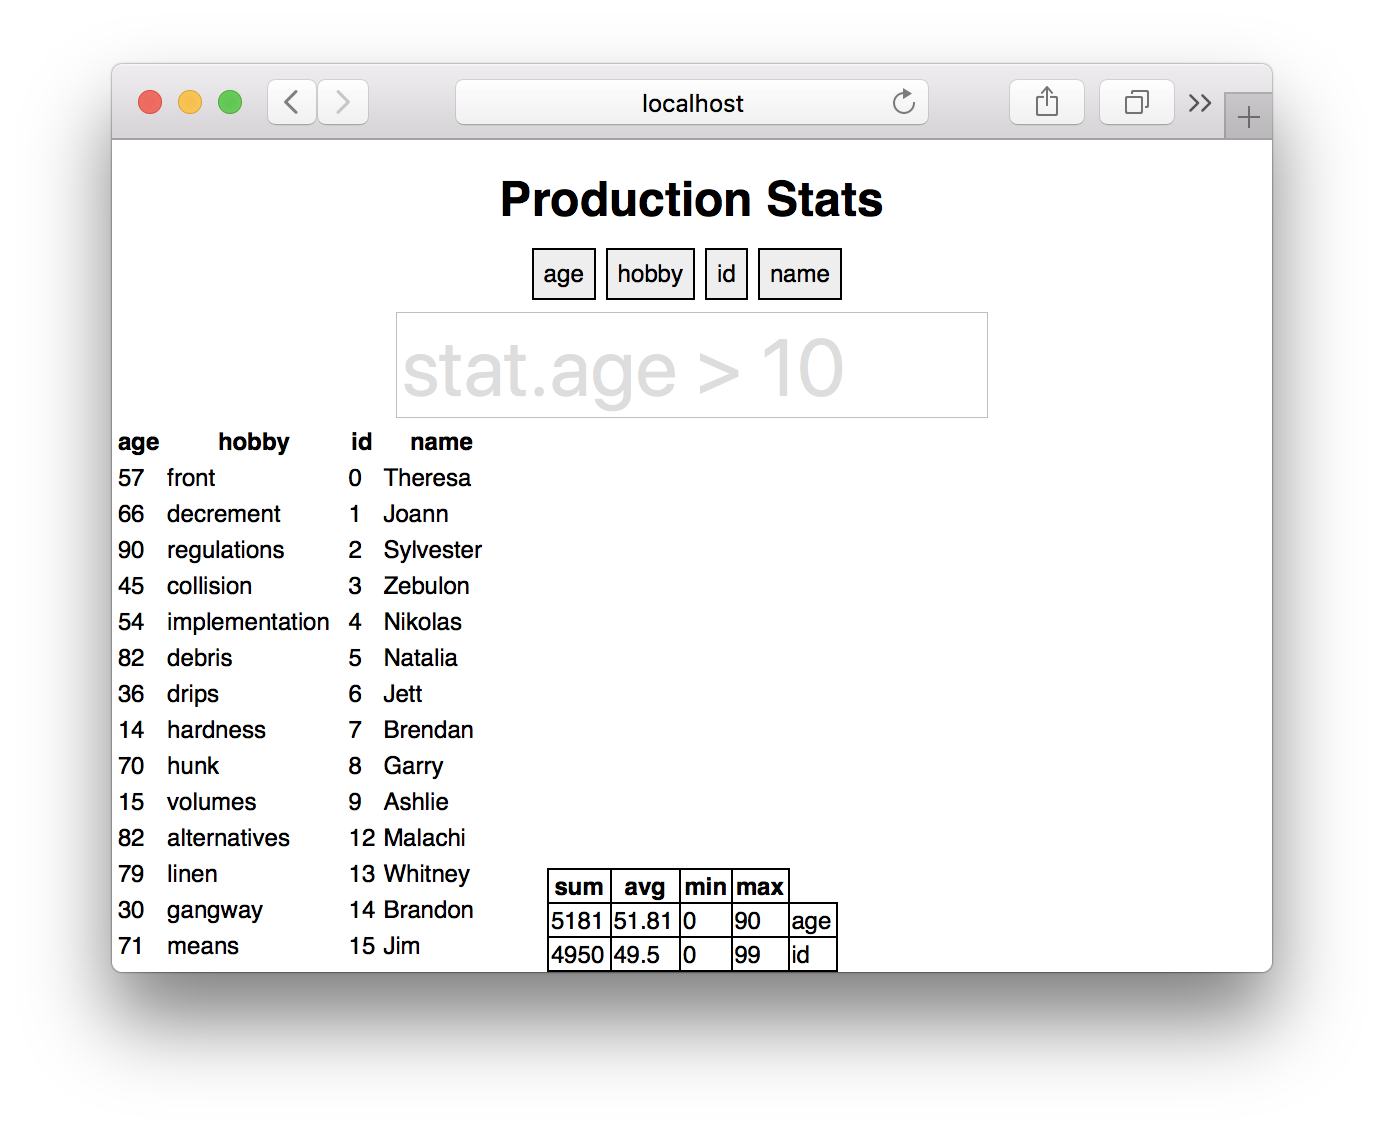 localhost
Production Stats
age hobby id name
stat.age > 10
age hobby id name
57 front 0 Theresa
66 decrement 1 Joann
90 regulations 2 Sylvester
45 collision 3 Zebulon
54 implementation 4 Nikolas
82 debris 5 Natalia
36 drips 6 Jett
14 hardness 7 Brendan
70 hunk 8 Garry
15 volumes 9 Ashlie
82 alternatives 12 Malachi
79 linen 13 Whitney
30 gangway 14 Brandon
71 means 15 Jim
sum avg min max
5181 51.81 0 90 age
4950 49.5 0 99 id